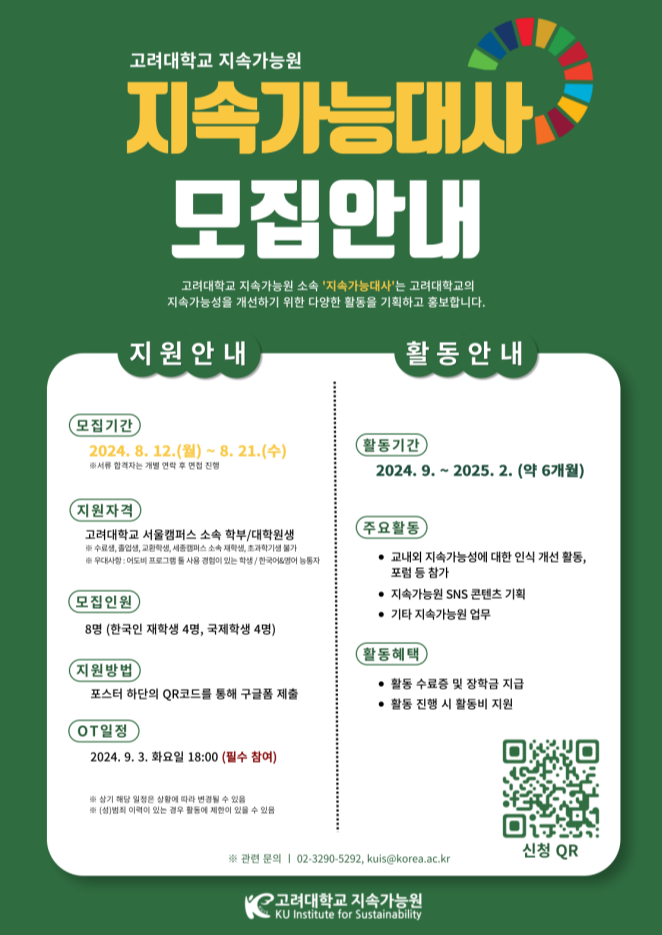 고려대학교 지속가능원
지속가능대사
모집안내
고려대학교 지속가능원 소속 '지속가능대사'는 고려대학교의
지속가능성을 개선하기 위한 다양한 활동을 기획하고 홍보합니다.
지원안내
모집기간
2024. 8. 12.(월) ~ 8. 21.(수)
※서류 합격자는 개별 연락 후 면접 진행
지원자격
고려대학교 서울캠퍼스 소속 학부/대학원생
※ 수료생, 졸업생, 교환학생, 세종캠퍼스 소속 재학생, 초과학기생 불가
※ 우대사항 : 어도비 프로그램 툴 사용 경험이 있는 학생 / 한국어&영어 능통자
모집인원
8명 (한국인 재학생 4명, 국제학생 4명)
지원방법
포스터 하단의 QR코드를 통해 구글폼 제출
OT일정
2024. 9. 3. 화요일 18:00 (필수 참여)
※ 상기 해당 일정은 상황에 따라 변경될 수 있음
※ (성)범죄 이력이 있는 경우 활동에 제한이 있을 수 있음
활동안내
활동기간
2024. 9. ~ 2025. 2. (약 6개월)
주요활동
• 교내외 지속가능성에 대한 인식 개선 활동,
포럼 등 참가
• 지속가능원 SNS 콘텐츠 기획
• 기타 지속가능원 업무
활동혜택
• 활동 수료증 및 장학금 지급
• 활동 진행 시 활동비 지원
신청 QR
※ 관련 문의 ㅣ 02-3290-5292, kuis@korea.ac.kr
고려대학교 지속가능원
KU Institute for Sustainability